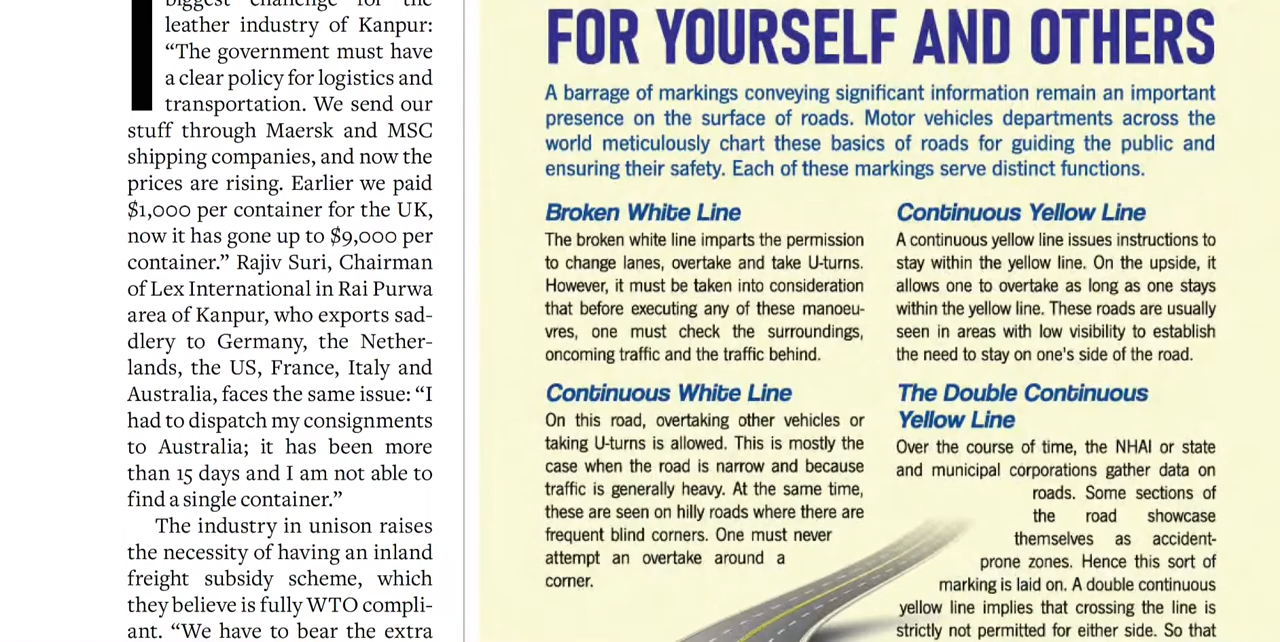 biggest challenge for the
leather industry of Kanpur:
“The government must have
a clear policy for logistics and
transportation. We send our
stuff through Maersk and MSC
shipping companies, and now the
prices are rising. Earlier we paid
$1,000 per container for the UK,
now it has gone up to $9,000 per
container.” Rajiv Suri, Chairman
of Lex International in Rai Purwa
area of Kanpur, who exports sad-
dlery to Germany, the Nether-
lands, the US, France, Italy and
Australia, faces the same issue: “I
had to dispatch my consignments
to Australia; it has been more
than 15 days and I am not able to
find a single container.”
The industry in unison raises
the necessity of having an inland
freight subsidy scheme, which
they believe is fully WTO compli-
ant. “We have to bear the extra
FOR YOURSELF AND OTHERS
A barrage of markings conveying significant information remain an important
presence on the surface of roads. Motor vehicles departments across the
world meticulously chart these basics of roads for guiding the public and
ensuring their safety. Each of these markings serve distinct functions.
Broken White Line
The broken white line imparts the permission
to change lanes, overtake and take U-turns.
However, it must be taken into consideration
that before executing any of these manoeu-
vres, one must check the surroundings,
oncoming traffic and the traffic behind.
Continuous White Line
On this road, overtaking other vehicles or
taking U-turns is allowed. This is mostly the
case when the road is narrow and because
traffic is generally heavy. At the same time,
these are seen on hilly roads where there are
frequent blind corners. One must never
attempt an overtake around a
corner.
Continuous Yellow Line
A continuous yellow line issues instructions to
stay within the yellow line. On the upside, it
allows one to overtake as long as one stays
within the yellow line. These roads are usually
seen in areas with low visibility to establish
the need to stay on one's side of the road.
The Double Continuous
Yellow Line
Over the course of time, the NHAI or state
and municipal corporations gather data on
roads. Some sections of
the road showcase
themselves as accident-
prone zones. Hence this sort of
marking is laid on. A double continuous
yellow line implies that crossing the line is
strictly not permitted for either side. So that